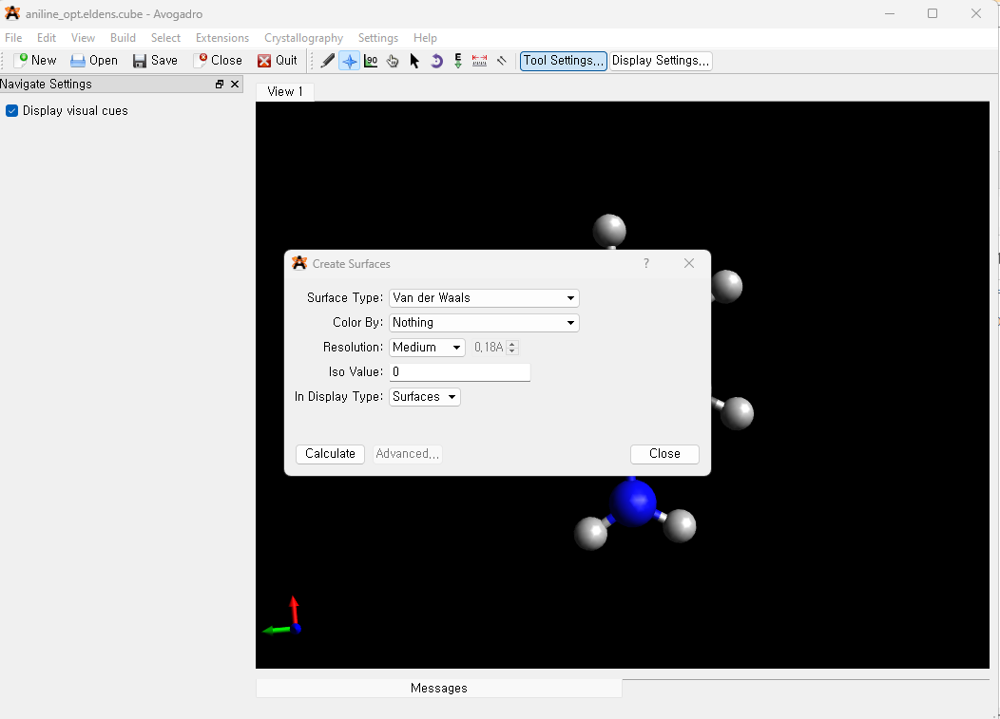 aniline_opt.eldens.cube - Avogadro
File Edit View Build Select Extensions Crystallography Settings Help
New Open Save Close Quit 90 E Tool Settings... Display Settings...
Navigate Settings
View 1
Display visual cues
Create Surfaces ?
Surface Type: Van der Waals
Color By: Nothing
Resolution: Medium 0.18A
Iso Value: 0
In Display Type: Surfaces
Calculate Advanced... Close
Messages